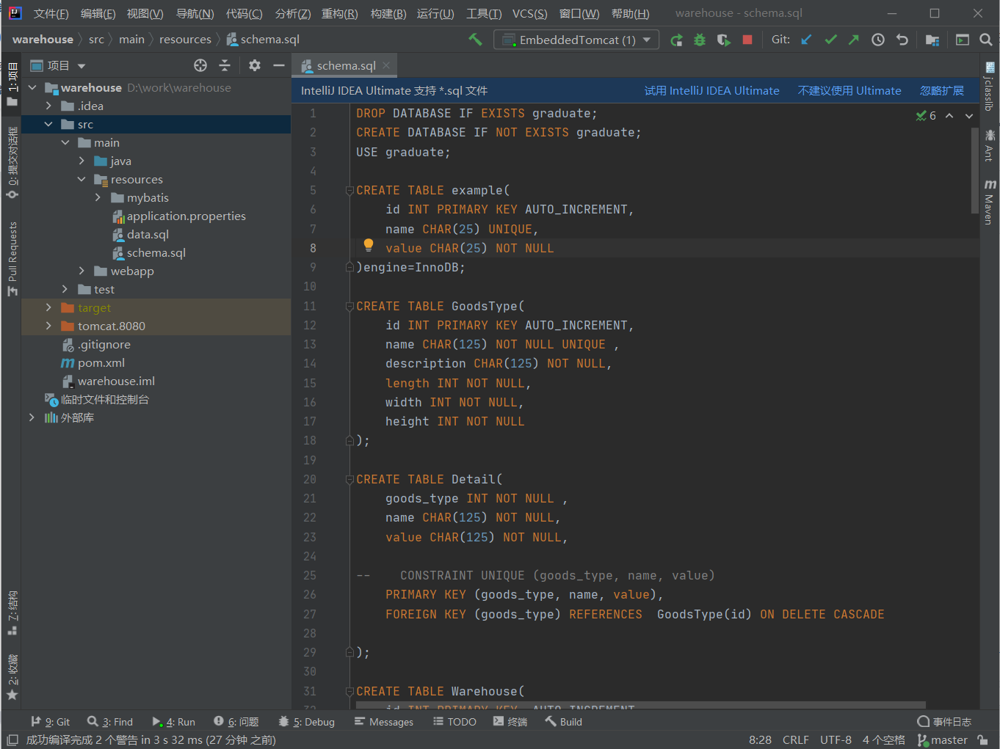 文件(F) 编辑(E) 视图(V) 导航(N) 代码(C) 分析(Z) 重构(R) 构建(B) 运行(U) 工具(T) VCS(S) 窗口(W) 帮助(H) warehouse - schema.sql
warehouse src main resources schema.sql EmbeddedTomcat (1) Git:
项目
schema.sql
IntelliJ IDEA Ultimate 支持 *.sql 文件 试用 IntelliJ IDEA Ultimate 不建议使用 Ultimate 忽略扩展
1: 项目
0: 提交对话框
Pull Requests
Z: 结构
2: 收藏
warehouse D:\work\warehouse
.idea
src
main
java
resources
mybatis
application.properties
data.sql
schema.sql
webapp
test
target
tomcat.8080
.gitignore
pom.xml
warehouse.iml
临时文件和控制台
外部库
6
1 DROP DATABASE IF EXISTS graduate;
2 CREATE DATABASE IF NOT EXISTS graduate;
3 USE graduate;
4
5 CREATE TABLE example(
6 id INT PRIMARY KEY AUTO_INCREMENT,
7 name CHAR(25) UNIQUE,
8 value CHAR(25) NOT NULL
9 )engine=InnoDB;
10
11 CREATE TABLE GoodsType(
12 id INT PRIMARY KEY AUTO_INCREMENT,
13 name CHAR(125) NOT NULL UNIQUE ,
14 description CHAR(125) NOT NULL,
15 length INT NOT NULL,
16 width INT NOT NULL,
17 height INT NOT NULL
18 );
19
20 CREATE TABLE Detail(
21 goods_type INT NOT NULL ,
22 name CHAR(125) NOT NULL,
23 value CHAR(125) NOT NULL,
24
25 -- CONSTRAINT UNIQUE (goods_type, name, value)
26 PRIMARY KEY (goods_type, name, value),
27 FOREIGN KEY (goods_type) REFERENCES GoodsType(id) ON DELETE CASCADE
28
29 );
30
31 CREATE TABLE Warehouse(
32 id INT PRIMARY KEY AUTO_INCREMENT
jclasslib
Ant
Maven
9: Git 3: Find 4: Run 6: 问题 5: Debug Messages TODO 终端 Build 事件日志
成功编译完成 2 个警告 in 3 s 32 ms (27 分钟 之前) 8:28 CRLF UTF-8 4 个空格 master